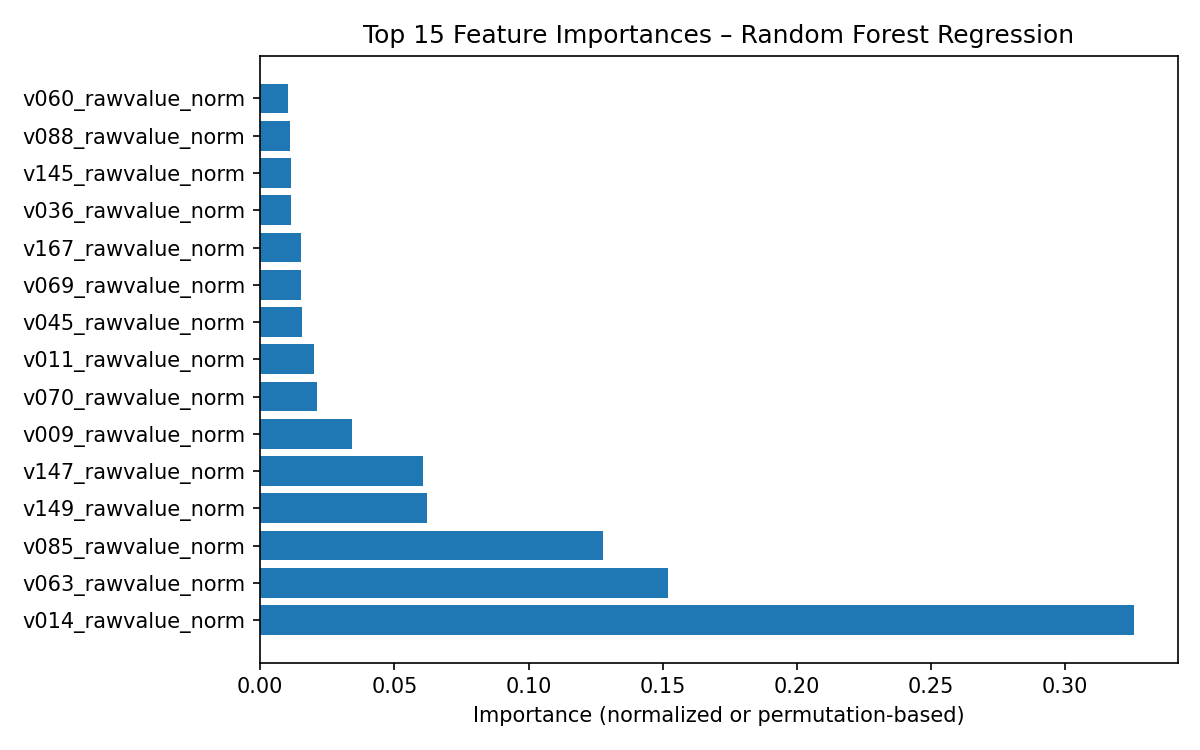 Top 15 Feature Importances – Random Forest Regression
v060_rawvalue_norm
v088_rawvalue_norm
v145_rawvalue_norm
v036_rawvalue_norm
v167_rawvalue_norm
v069_rawvalue_norm
v045_rawvalue_norm
v011_rawvalue_norm
v070_rawvalue_norm
v009_rawvalue_norm
v147_rawvalue_norm
v149_rawvalue_norm
v085_rawvalue_norm
v063_rawvalue_norm
v014_rawvalue_norm
0.00 0.05 0.10 0.15 0.20 0.25 0.30
Importance (normalized or permutation-based)